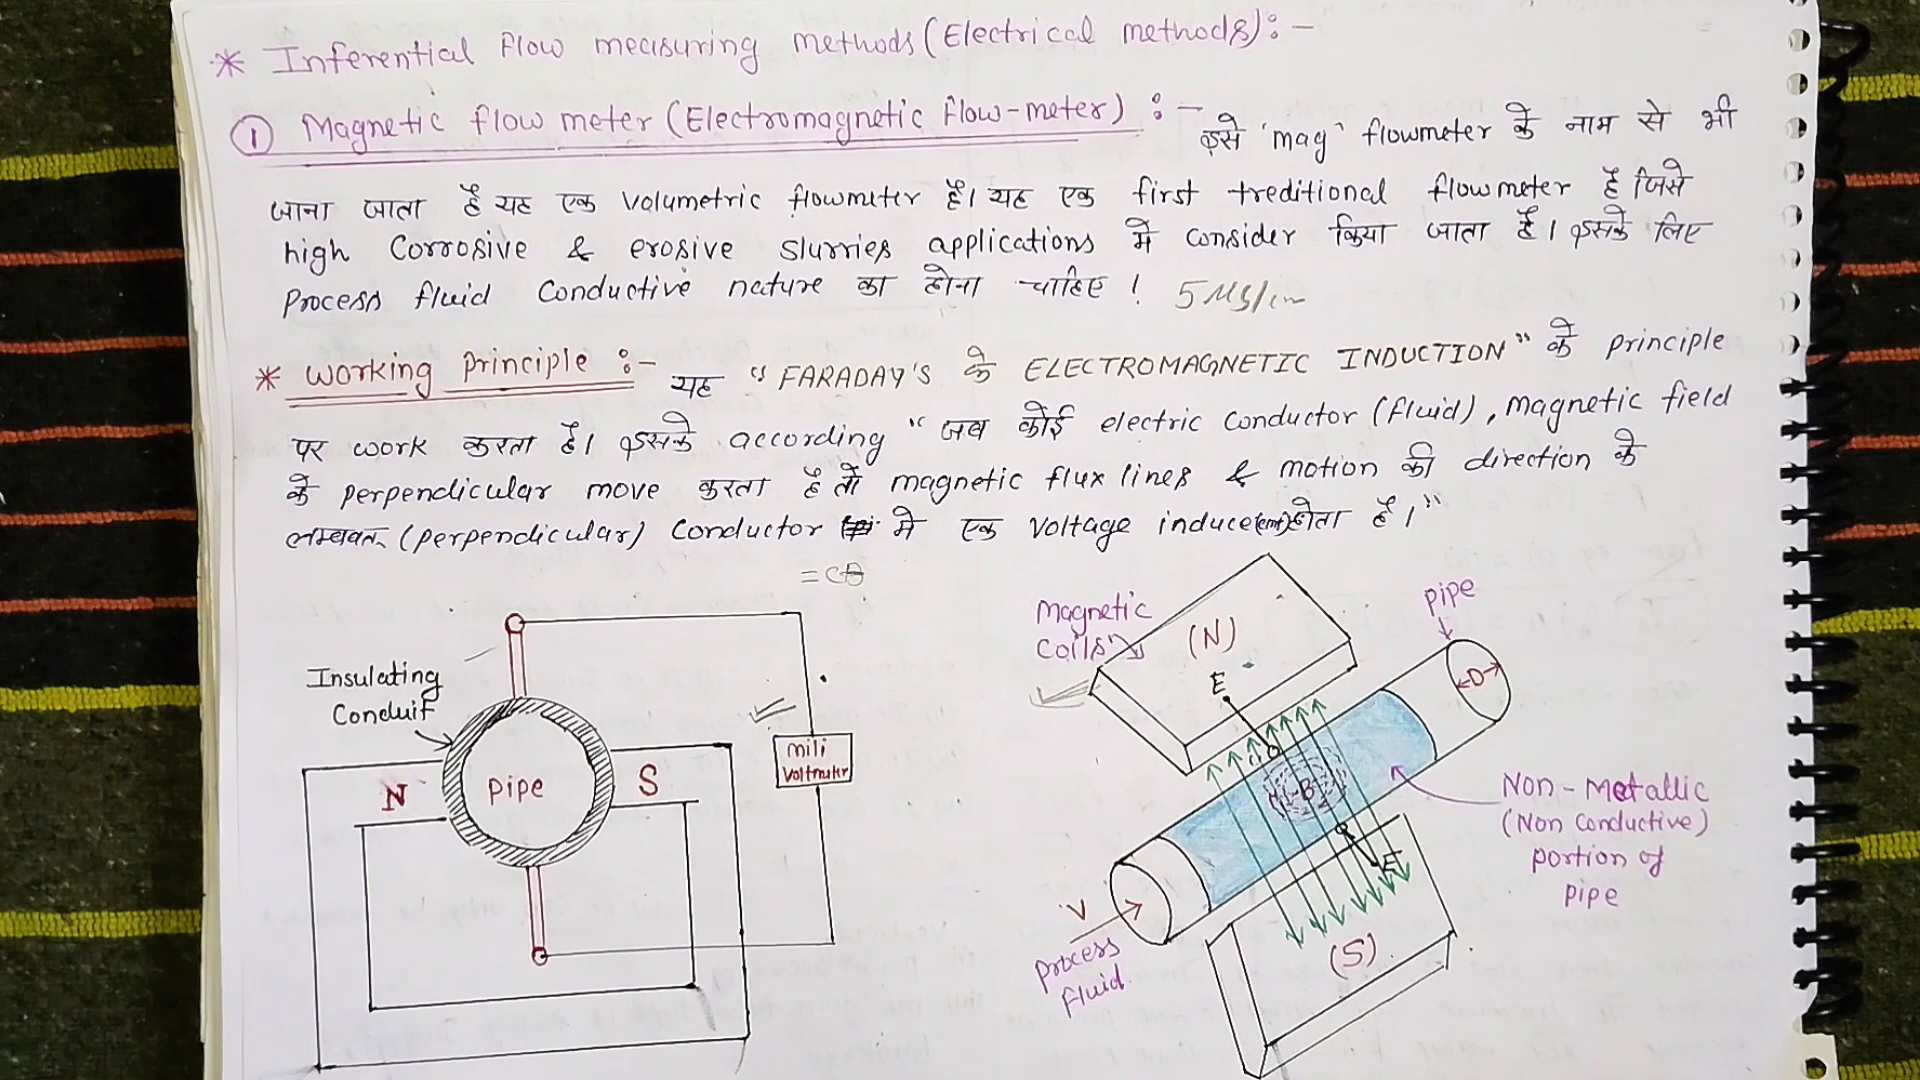 * Inferential Flow measuring methods (Electrical methods):-
① Magnetic flow meter (Electromagnetic Flow-meter) :- इसे 'mag' flowmeter के नाम से भी
जाना जाता है यह एक volumetric flowmeter है। यह एक first treditional flowmeter है जिसे
high Corrosive & erosive slurries applications में consider किया जाता है। इसके लिए
Process fluid Conductive nature का होना चाहिए ! 5 μs/cm
* Working Principle :- यह "FARADAY'S के ELECTROMAGNETIC INDUCTION" के principle
पर work करता है। इसके according "जब कोई electric conductor (fluid), magnetic field
के perpendicular move करता है तो magnetic flux lines & motion की direction के
लम्बवत (perpendicular) conductor में एक voltage induce(emf)होता है।"
Insulating
Conduit
Pipe
N
S
mili
Voltmeter
Magnetic
Coils
(N)
E
pipe
D
B
E
Non-Metallic
(Non Conductive)
portion of
pipe
V
Process
fluid
(S)